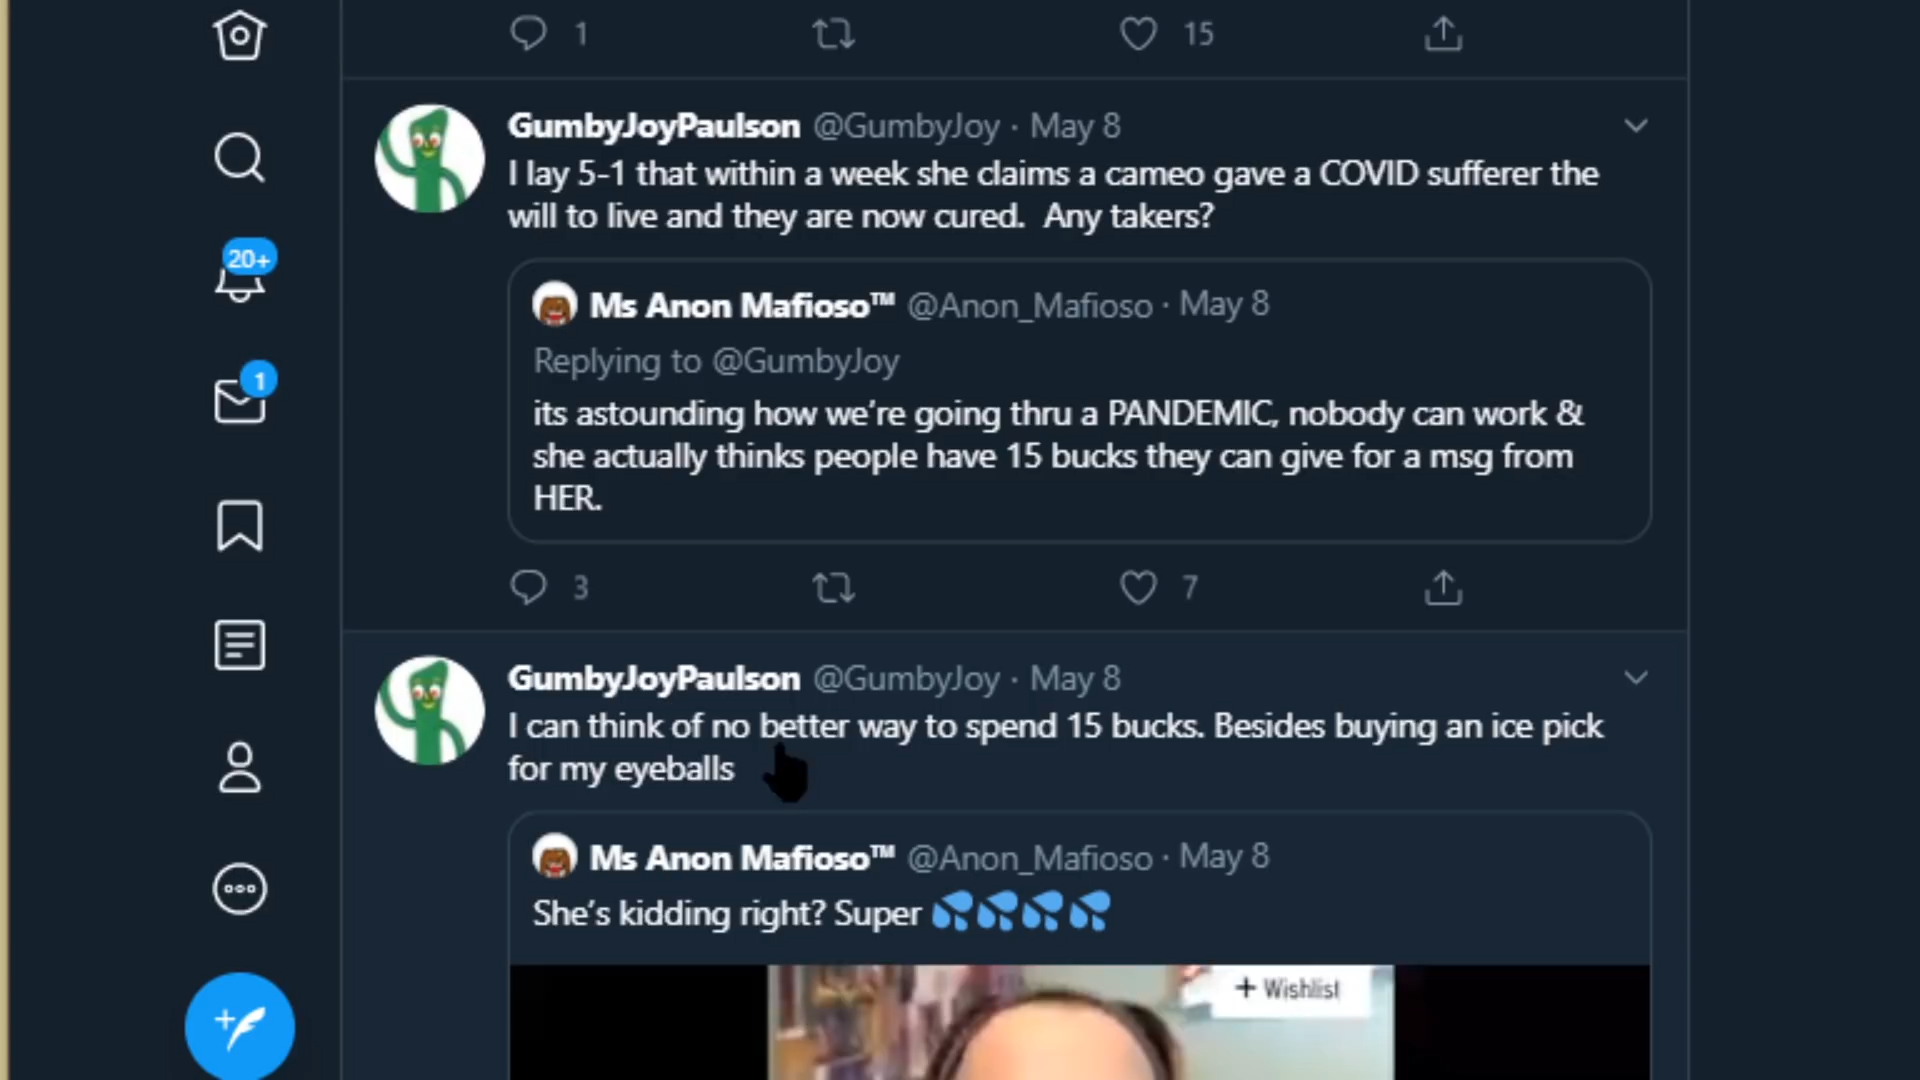 1 15
GumbyJoyPaulson @GumbyJoy · May 8
I lay 5-1 that within a week she claims a cameo gave a COVID sufferer the
will to live and they are now cured.  Any takers?
20+
Ms Anon Mafioso™ @Anon_Mafioso · May 8
Replying to @GumbyJoy
its astounding how we're going thru a PANDEMIC, nobody can work &
she actually thinks people have 15 bucks they can give for a msg from
HER.
1
3 7
GumbyJoyPaulson @GumbyJoy · May 8
I can think of no better way to spend 15 bucks. Besides buying an ice pick
for my eyeballs
Ms Anon Mafioso™ @Anon_Mafioso · May 8
She's kidding right? Super 💦💦💦💦
+ Wishlist